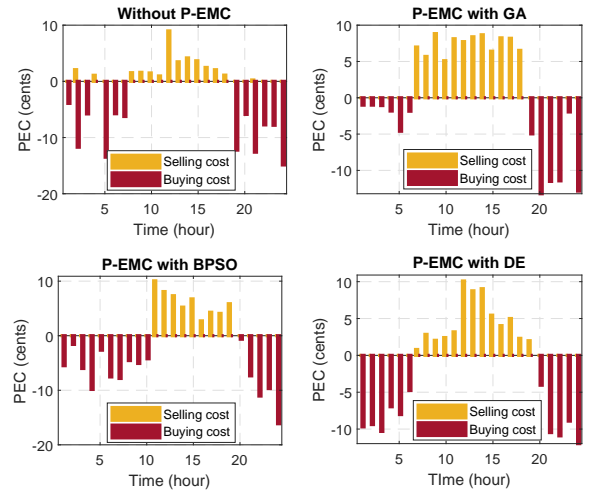 Without P-EMC
10
0
-10
-20
PEC (cents)
Selling cost
Buying cost
5
10
15
20
Time (hour)
P-EMC with GA
10
5
0
-5
-10
PEC (cents)
Selling cost
Buying cost
5
10
15
20
Time (hour)
P-EMC with BPSO
10
0
-10
-20
PEC (cents)
Selling cost
Buying cost
5
10
15
20
Time (hour)
P-EMC with DE
10
5
0
-5
-10
PEC (cents)
Selling cost
Buying cost
5
10
15
20
Time (hour)